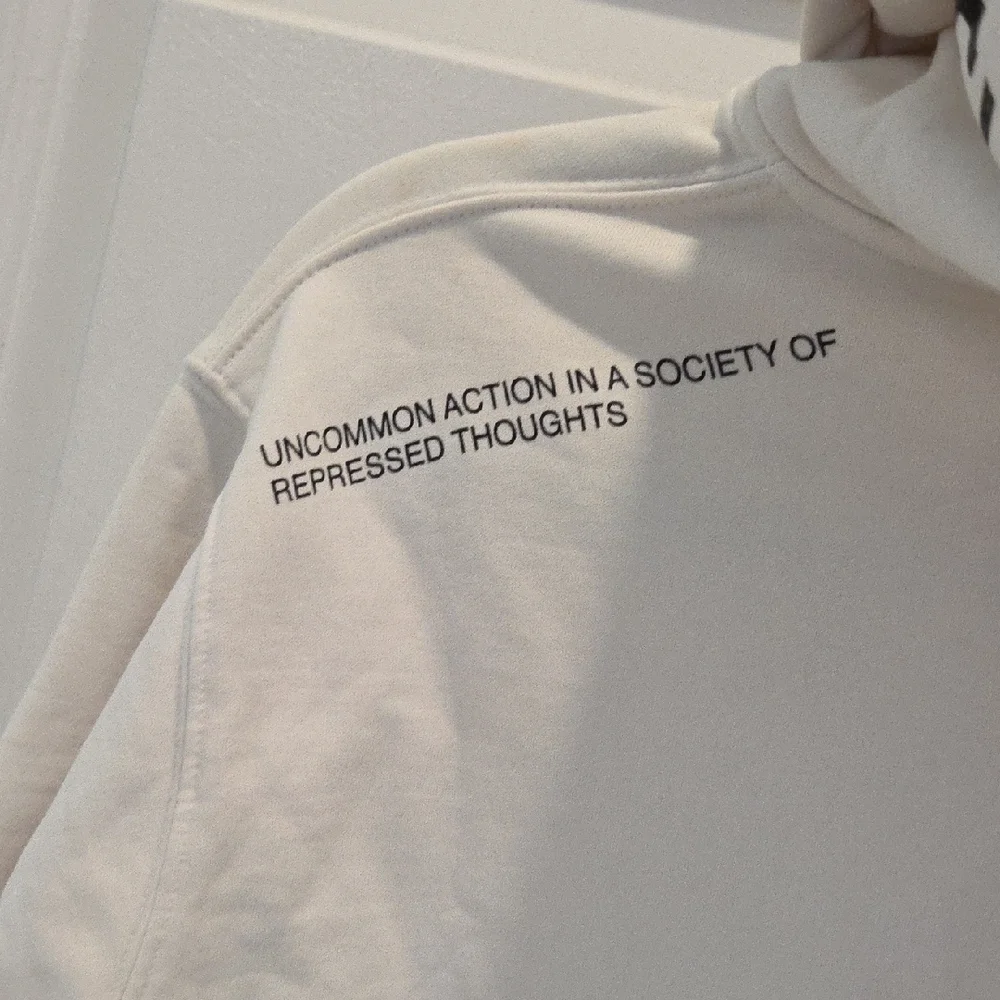 UNCOMMON ACTION IN A SOCIETY OF
REPRESSED THOUGHTS